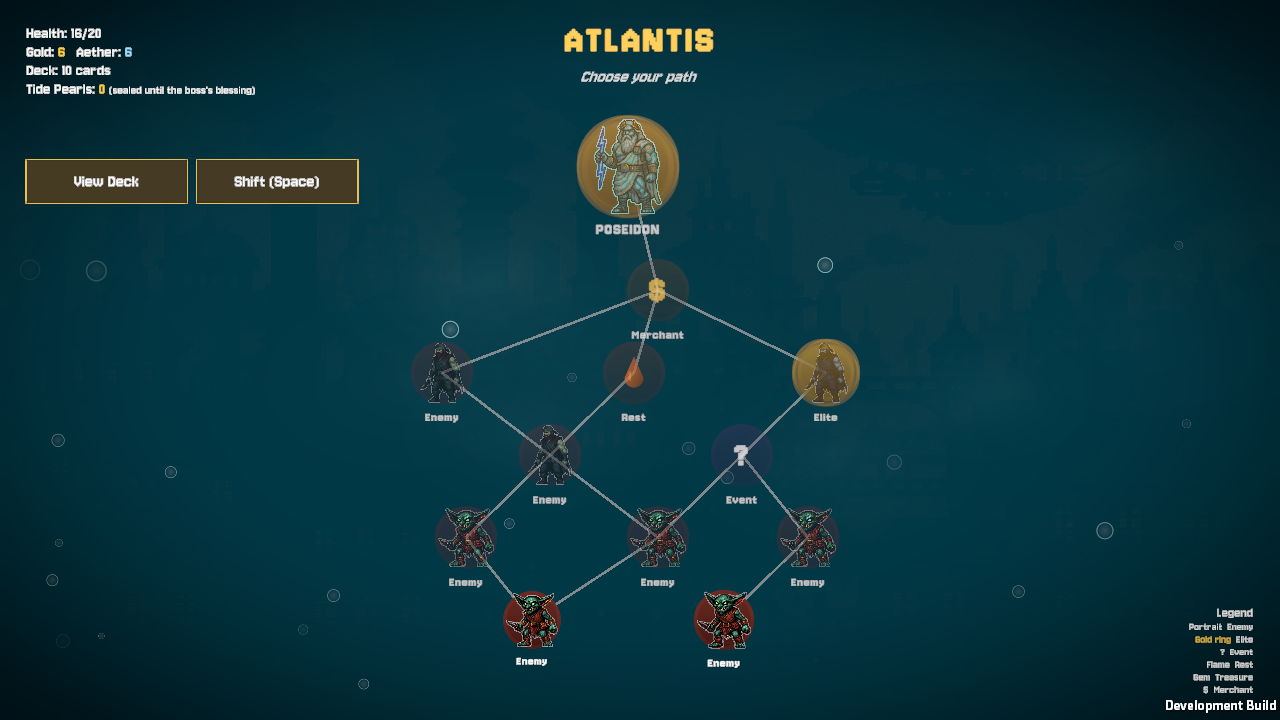 Health: 16/20
Gold: 6 Aether: 6
Deck: 10 cards
Tide Pearls: 0 (sealed until the boss's blessing)
ATLANTIS
Choose your path
View Deck
Shift (Space)
POSEIDON
$
Merchant
Enemy
Rest
Elite
Enemy
?
Event
Enemy
Enemy
Enemy
Enemy
Enemy
Legend
Portrait Enemy
Gold ring Elite
? Event
Flame Rest
Gem Treasure
$ Merchant
Development Build